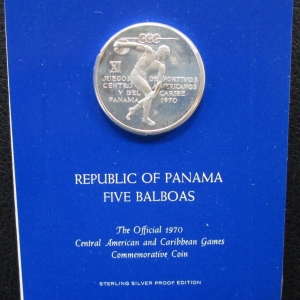 XI
JUEGOS DEPORTIVOS
CENTROAMERICANOS
Y DEL CARIBE
PANAMA 1970
REPUBLIC OF PANAMA
FIVE BALBOAS
The Official 1970
Central American and Caribbean Games
Commemorative Coin
STERLING SILVER PROOF EDITION